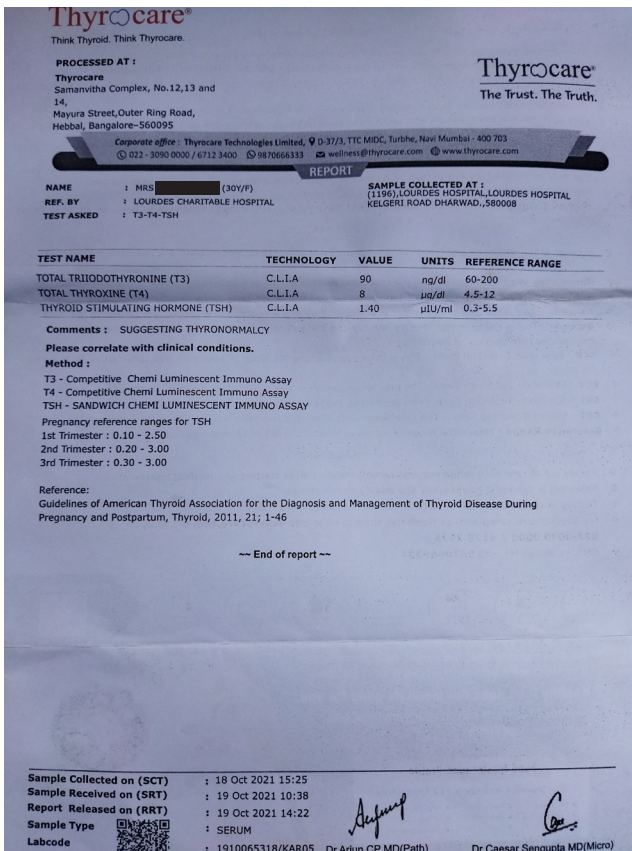 Thyrocare®
Think Thyroid. Think Thyrocare.
PROCESSED AT :
Thyrocare
Samanvitha Complex, No.12,13 and
14,
Mayura Street,Outer Ring Road,
Hebbal, Bangalore-560095
Thyrocare®
The Trust. The Truth.
Corporate office : Thyrocare Technologies Limited, D-37/3, TTC MIDC, Turbhe, Navi Mumbai - 400 703
022 - 3090 0000 / 6712 3400 9870666333 wellness@thyrocare.com www.thyrocare.com
REPORT
NAME : MRS (30Y/F)
REF. BY : LOURDES CHARITABLE HOSPITAL
TEST ASKED : T3-T4-TSH
SAMPLE COLLECTED AT :
(1196),LOURDES HOSPITAL,LOURDES HOSPITAL
KELGERI ROAD DHARWAD.,580008
TEST NAME TECHNOLOGY VALUE UNITS REFERENCE RANGE
TOTAL TRIIODOTHYRONINE (T3) C.L.I.A 90 ng/dl 60-200
TOTAL THYROXINE (T4) C.L.I.A 8 µg/dl 4.5-12
THYROID STIMULATING HORMONE (TSH) C.L.I.A 1.40 µIU/ml 0.3-5.5
Comments : SUGGESTING THYRONORMALCY
Please correlate with clinical conditions.
Method :
T3 - Competitive Chemi Luminescent Immuno Assay
T4 - Competitive Chemi Luminescent Immuno Assay
TSH - SANDWICH CHEMI LUMINESCENT IMMUNO ASSAY
Pregnancy reference ranges for TSH
1st Trimester : 0.10 - 2.50
2nd Trimester : 0.20 - 3.00
3rd Trimester : 0.30 - 3.00
Reference:
Guidelines of American Thyroid Association for the Diagnosis and Management of Thyroid Disease During
Pregnancy and Postpartum, Thyroid, 2011, 21; 1-46
~~ End of report ~~
Sample Collected on (SCT) : 18 Oct 2021 15:25
Sample Received on (SRT) : 19 Oct 2021 10:38
Report Released on (RRT) : 19 Oct 2021 14:22
Sample Type : SERUM
Labcode : 1910065318/KAR05 Dr Arjun CP MD(Path) Dr Caesar Sengupta MD(Micro)